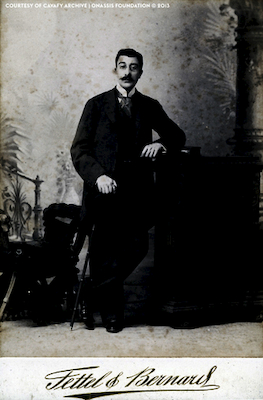 COURTESY OF CAVAFY ARCHIVE | ONASSIS FOUNDATION © 2013
Fettel & Bernard